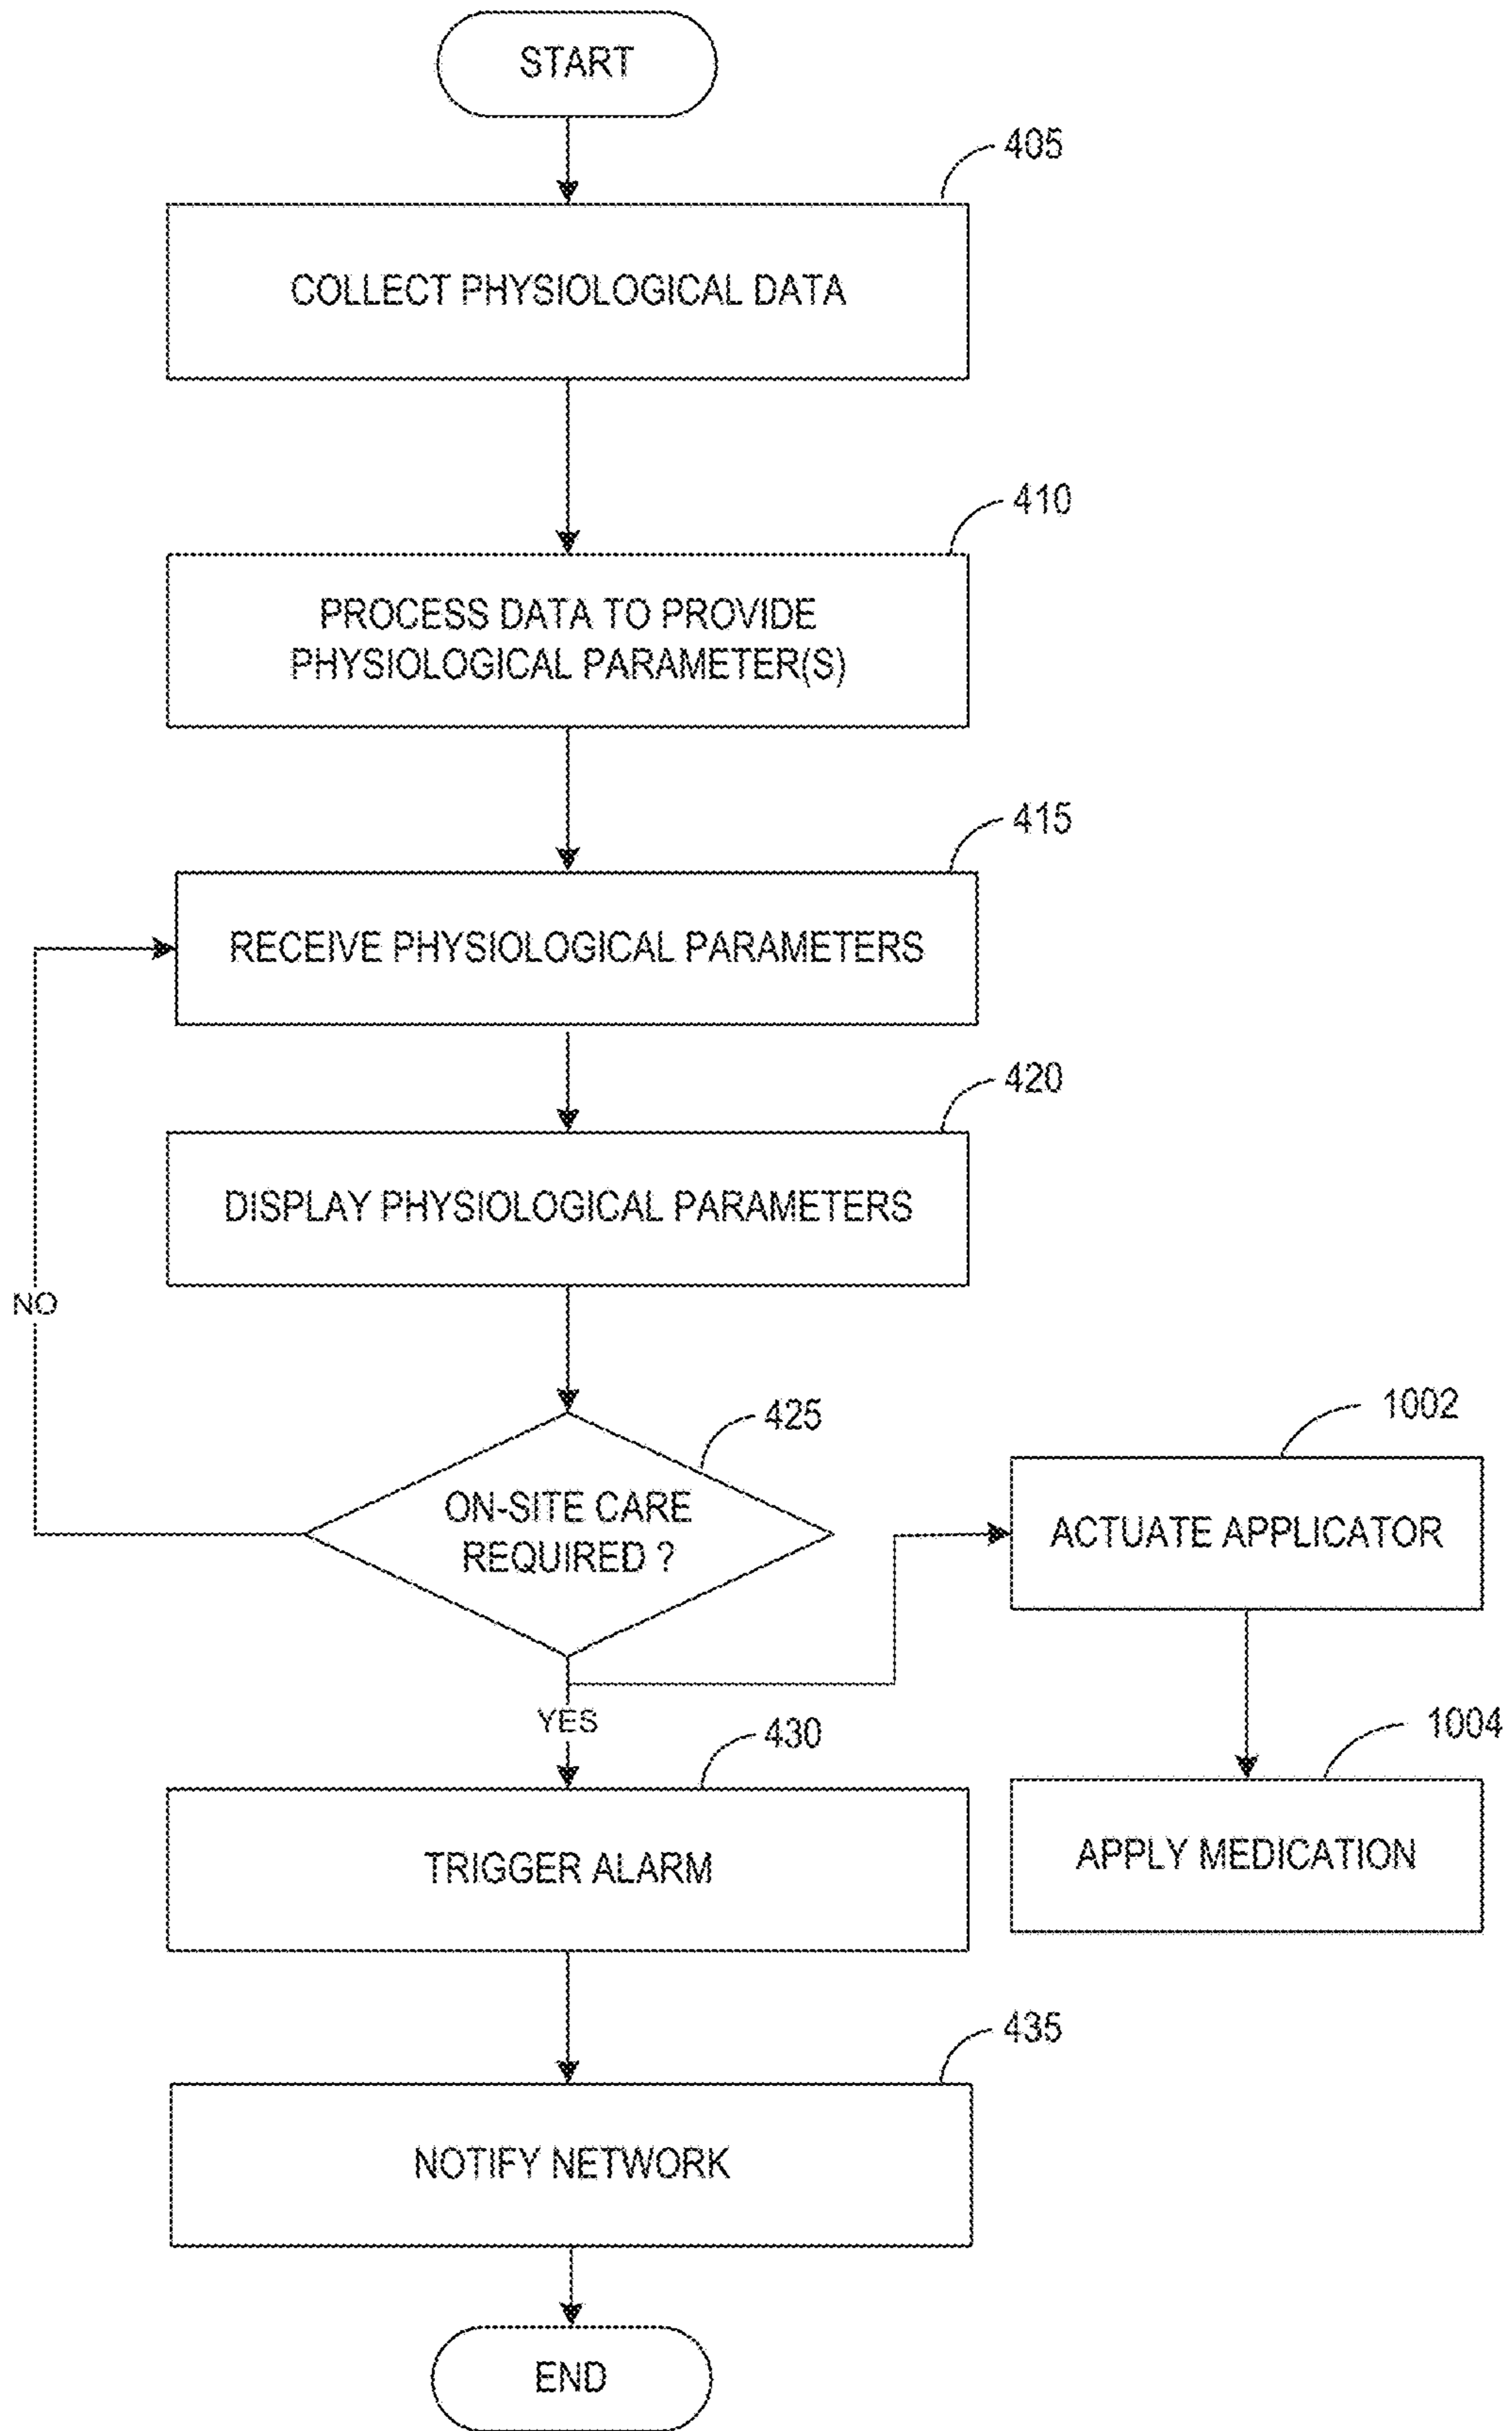 START
405
COLLECT PHYSIOLOGICAL DATA
410
PROCESS DATA TO PROVIDE
PHYSIOLOGICAL PARAMETER(S)
415
RECEIVE PHYSIOLOGICAL PARAMETERS
420
DISPLAY PHYSIOLOGICAL PARAMETERS
NO
425
ON-SITE CARE
REQUIRED ?
1002
ACTUATE APPLICATOR
YES
430
TRIGGER ALARM
1004
APPLY MEDICATION
435
NOTIFY NETWORK
END